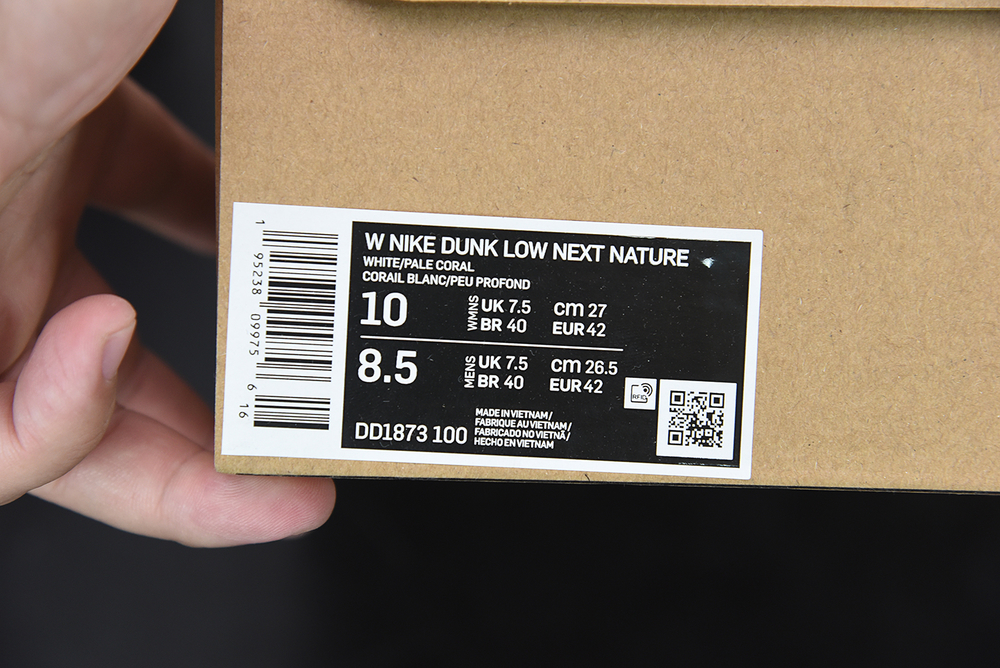 W NIKE DUNK LOW NEXT NATURE
WHITE/PALE CORAL
CORAIL BLANC/PEU PROFOND
10 WMNS UK 7.5 cm 27
BR 40 EUR 42
8.5 MENS UK 7.5 cm 26.5
BR 40 EUR 42
RFID
DD1873 100
MADE IN VIETNAM/
FABRIQUE AU VIETNAM/
FABRICADO NO VIETNÃ/
HECHO EN VIETNAM
1 95238 09975 6 16